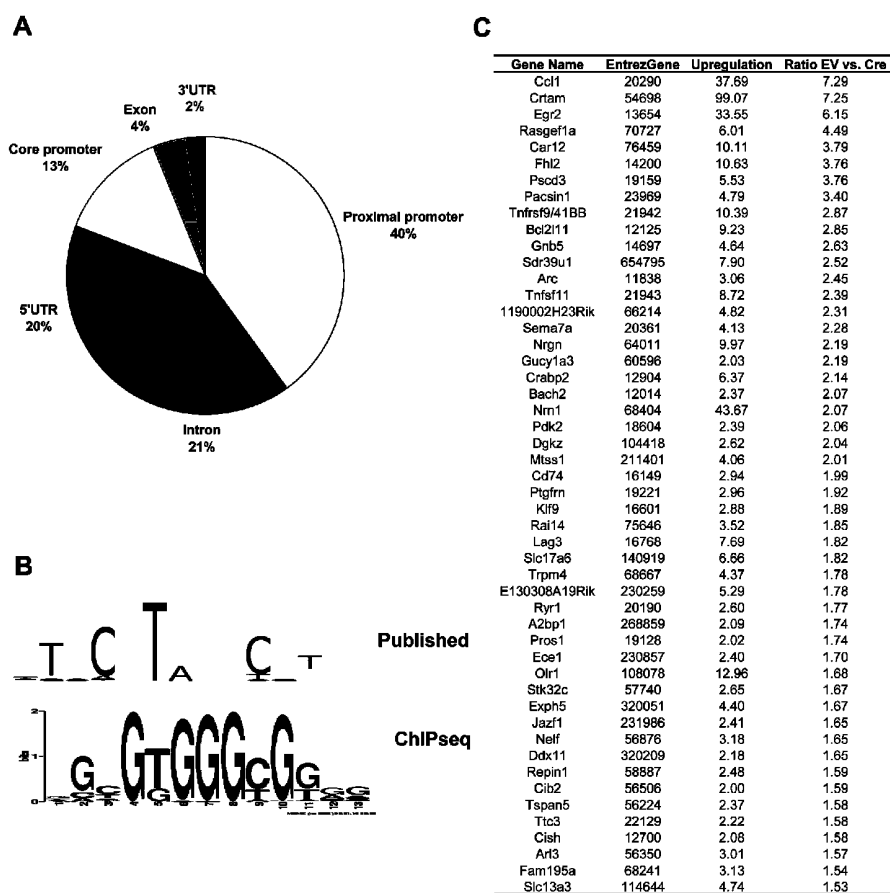 A
3'UTR
2%
Exon
4%
Core promoter
13%
Proximal promoter
40%
5'UTR
20%
Intron
21%
B
T C T A C T
Published
2
1
0
G G T G G G C G G
ChIPseq
1 2 3 4 5 6 7 8 9 10 11 12 13
C
Gene Name EntrezGene Upregulation Ratio EV vs. Cre
Ccl1 20290 37.69 7.29
Crtam 54698 99.07 7.25
Egr2 13654 33.55 6.15
Rasgef1a 70727 6.01 4.49
Car12 76459 10.11 3.79
Fhl2 14200 10.63 3.76
Pscd3 19159 5.53 3.76
Pacsin1 23969 4.79 3.40
Tnfrsf9/41BB 21942 10.39 2.87
Bcl2l11 12125 9.23 2.85
Gnb5 14697 4.64 2.63
Sdr39u1 654795 7.90 2.52
Arc 11838 3.06 2.45
Tnfsf11 21943 8.72 2.39
1190002H23Rik 66214 4.82 2.31
Sema7a 20361 4.13 2.28
Nrgn 64011 9.97 2.19
Gucy1a3 60596 2.03 2.19
Crabp2 12904 6.37 2.14
Bach2 12014 2.37 2.07
Nrn1 68404 43.67 2.07
Pdk2 18604 2.39 2.06
Dgkz 104418 2.62 2.04
Mtss1 211401 4.06 2.01
Cd74 16149 2.94 1.99
Ptgfrn 19221 2.96 1.92
Klf9 16601 2.88 1.89
Rai14 75646 3.52 1.85
Lag3 16768 7.69 1.82
Slc17a6 140919 6.66 1.82
Trpm4 68667 4.37 1.78
E130308A19Rik 230259 5.29 1.78
Ryr1 20190 2.60 1.77
A2bp1 268859 2.09 1.74
Pros1 19128 2.02 1.74
Ece1 230857 2.40 1.70
Olr1 108078 12.96 1.68
Stk32c 57740 2.65 1.67
Exph5 320051 4.40 1.67
Jazf1 231986 2.41 1.65
Nelf 56876 3.18 1.65
Ddx11 320209 2.18 1.65
Repin1 58887 2.48 1.59
Cib2 56506 2.00 1.59
Tspan5 56224 2.37 1.58
Ttc3 22129 2.22 1.58
Cish 12700 2.08 1.58
Arl3 56350 3.01 1.57
Fam195a 68241 3.13 1.54
Slc13a3 114644 4.74 1.53